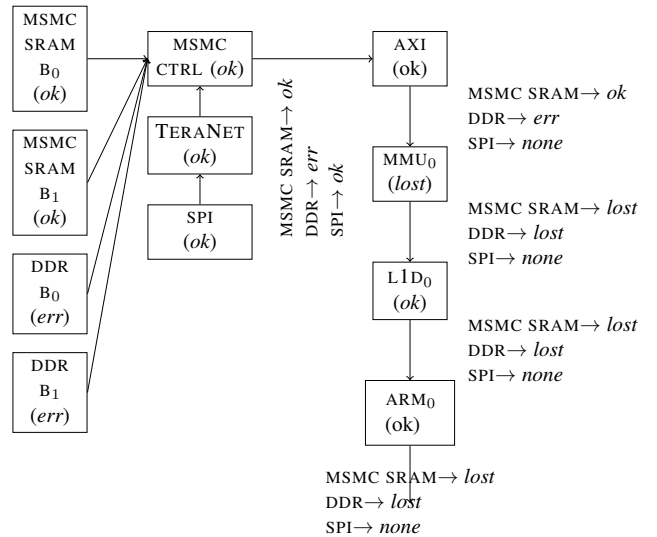 MSMC
SRAM
B0
(ok)
MSMC
SRAM
B1
(ok)
DDR
B0
(err)
DDR
B1
(err)
MSMC
CTRL (ok)
TERANET
(ok)
SPI
(ok)
MSMC SRAM→ ok
DDR→ err
SPI→ ok
AXI
(ok)
MSMC SRAM→ ok
DDR→ err
SPI→ none
MMU0
(lost)
MSMC SRAM→ lost
DDR→ lost
SPI→ none
L1D0
(ok)
MSMC SRAM→ lost
DDR→ lost
SPI→ none
ARM0
(ok)
MSMC SRAM→ lost
DDR→ lost
SPI→ none